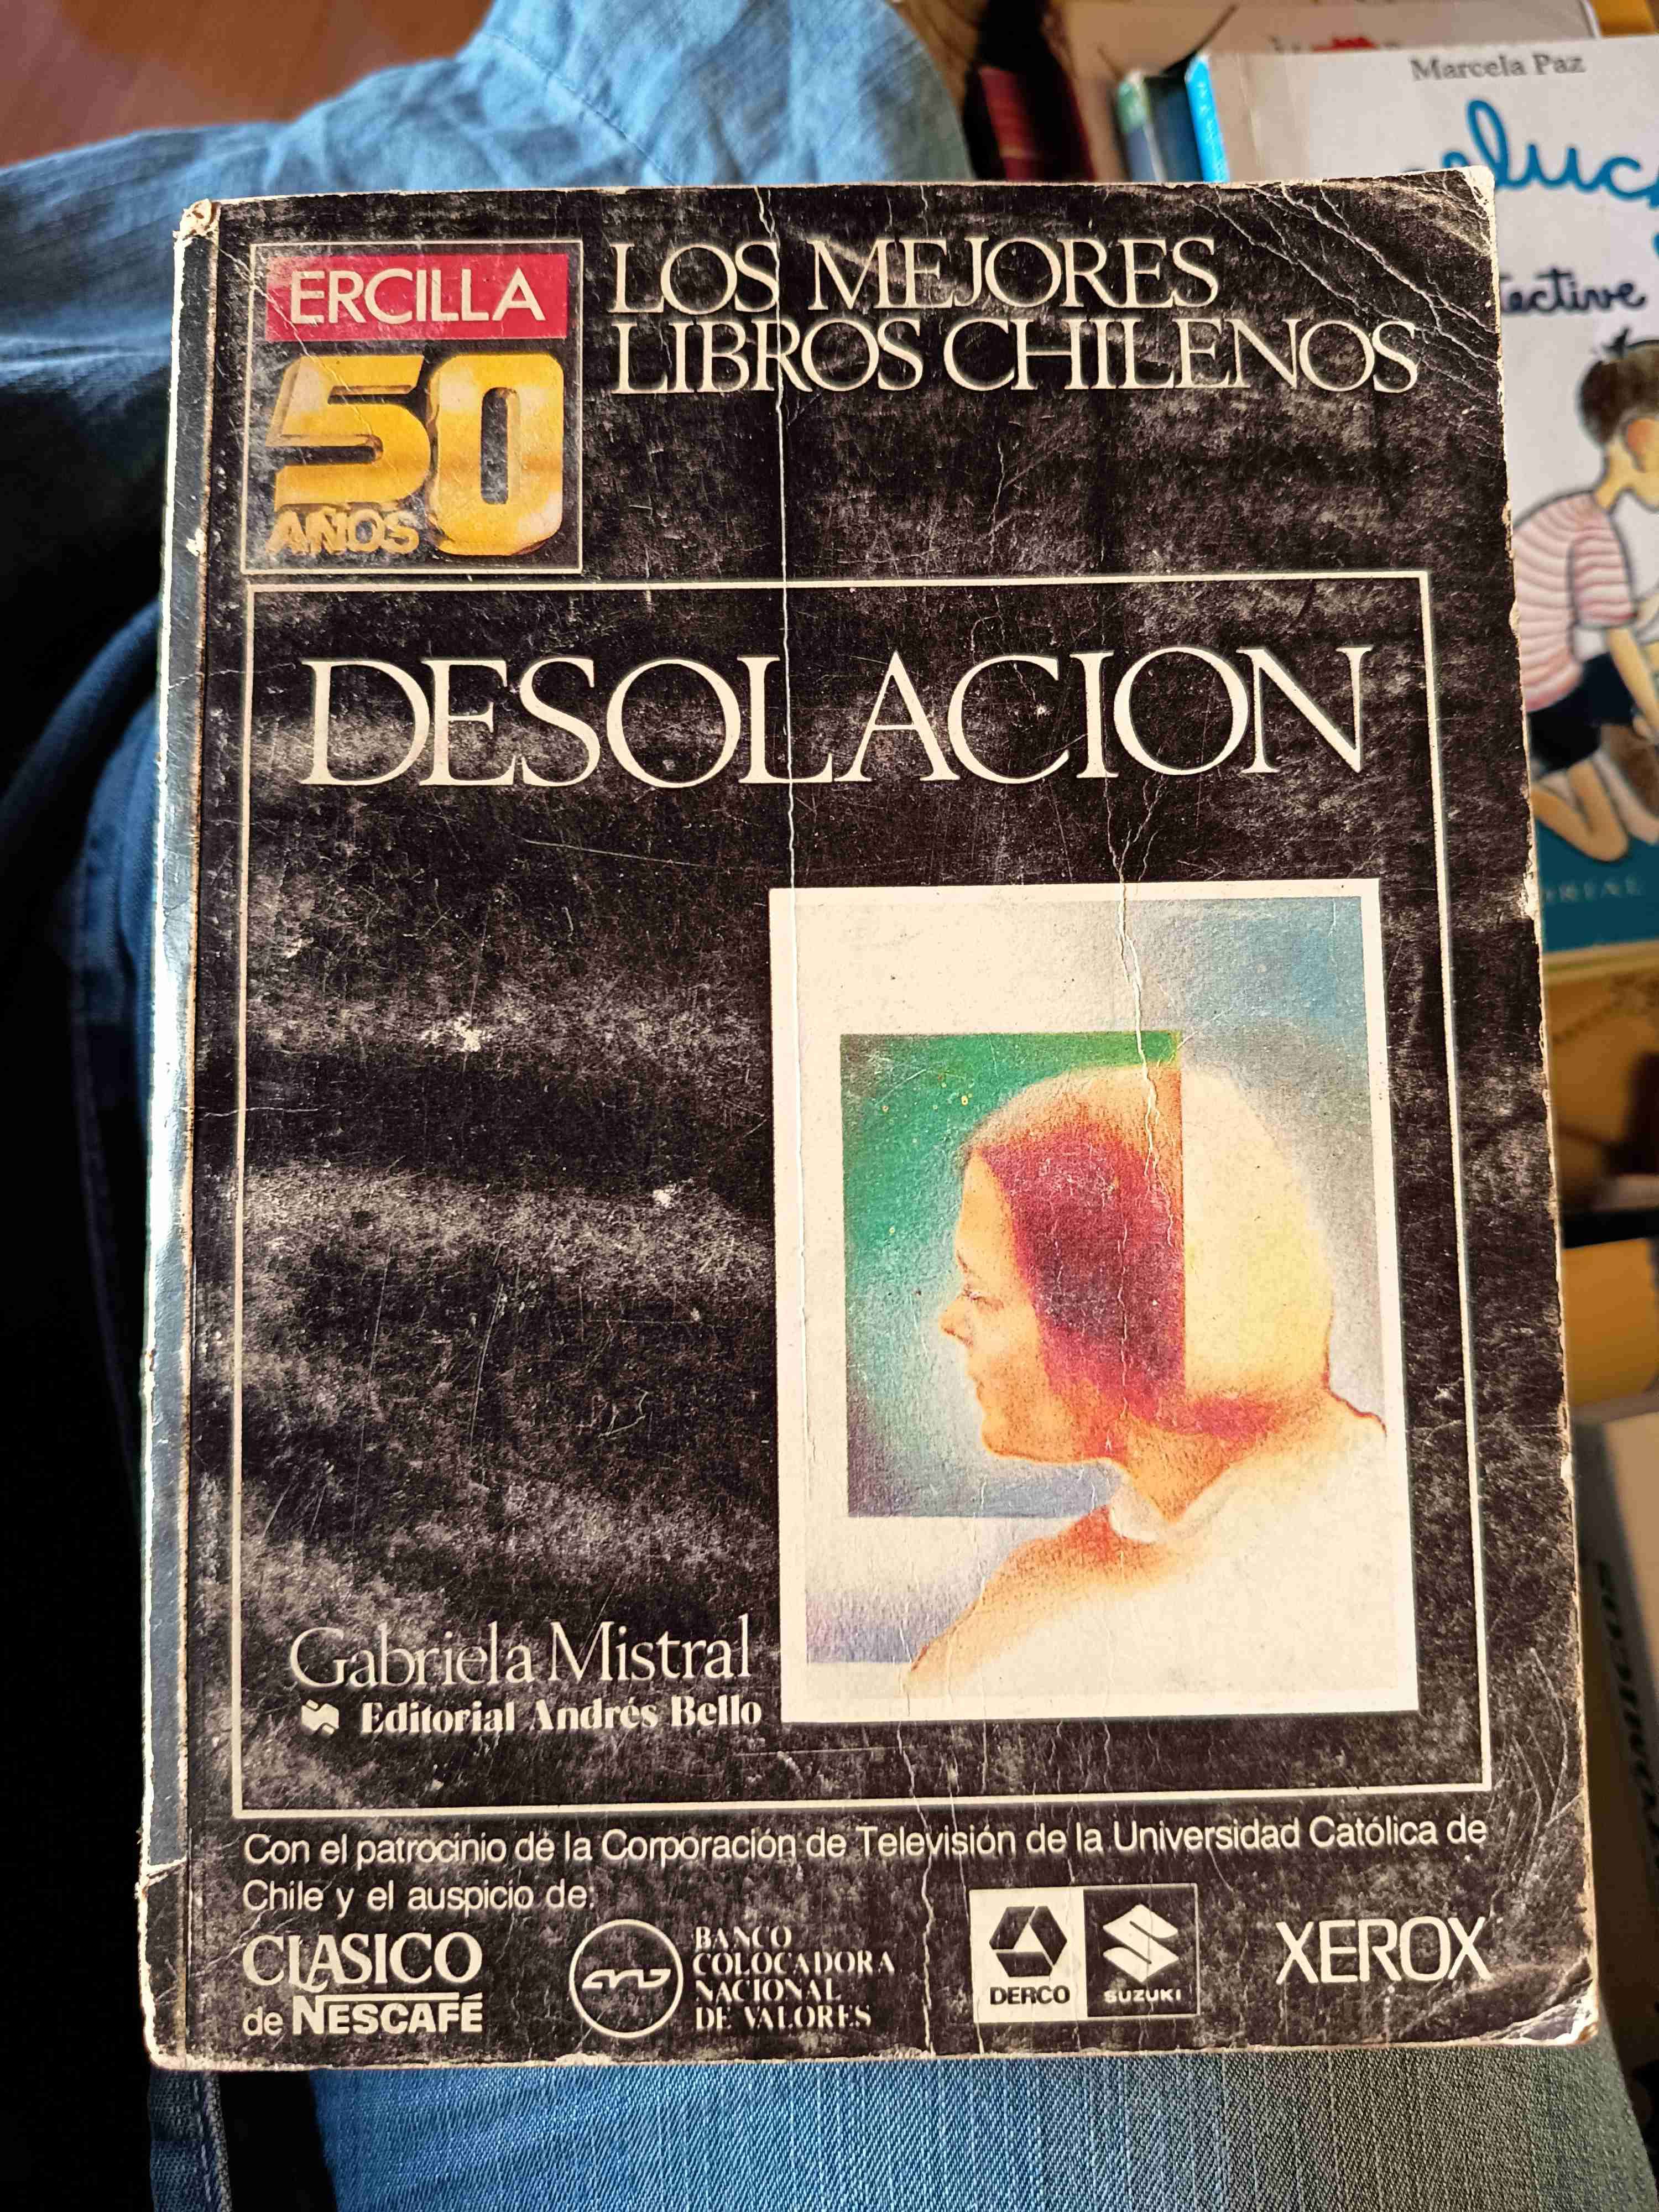 Marcela Paz
ERCILLA
50
AÑOS
LOS MEJORES
LIBROS CHILENOS
DESOLACION
Gabriela Mistral
Editorial Andrés Bello
Con el patrocinio de la Corporación de Televisión de la Universidad Católica de
Chile y el auspicio de:
CLASICO
de NESCAFÉ
BANCO
COLOCADORA
NACIONAL
DE VALORES
DERCO
SUZUKI
XEROX